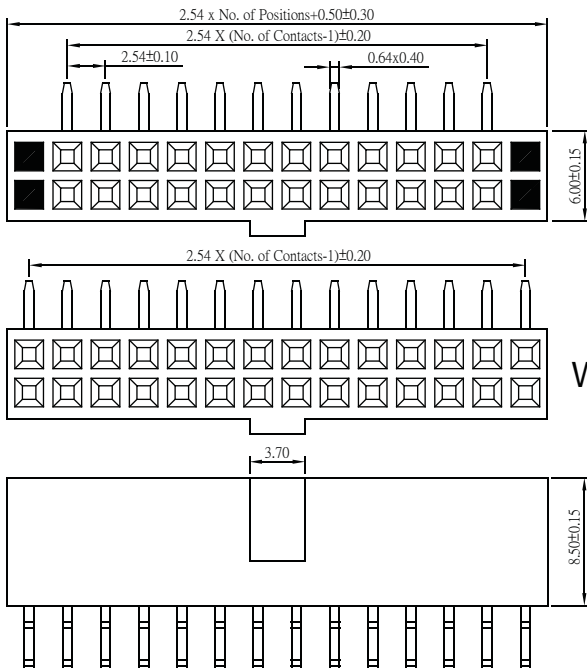 2.54 x No. of Positions+0.50±0.30
2.54 X (No. of Contacts-1)±0.20
2.54±0.10
0.64x0.40
6.00±0.15
2.54 X (No. of Contacts-1)±0.20
3.70
8.50±0.15